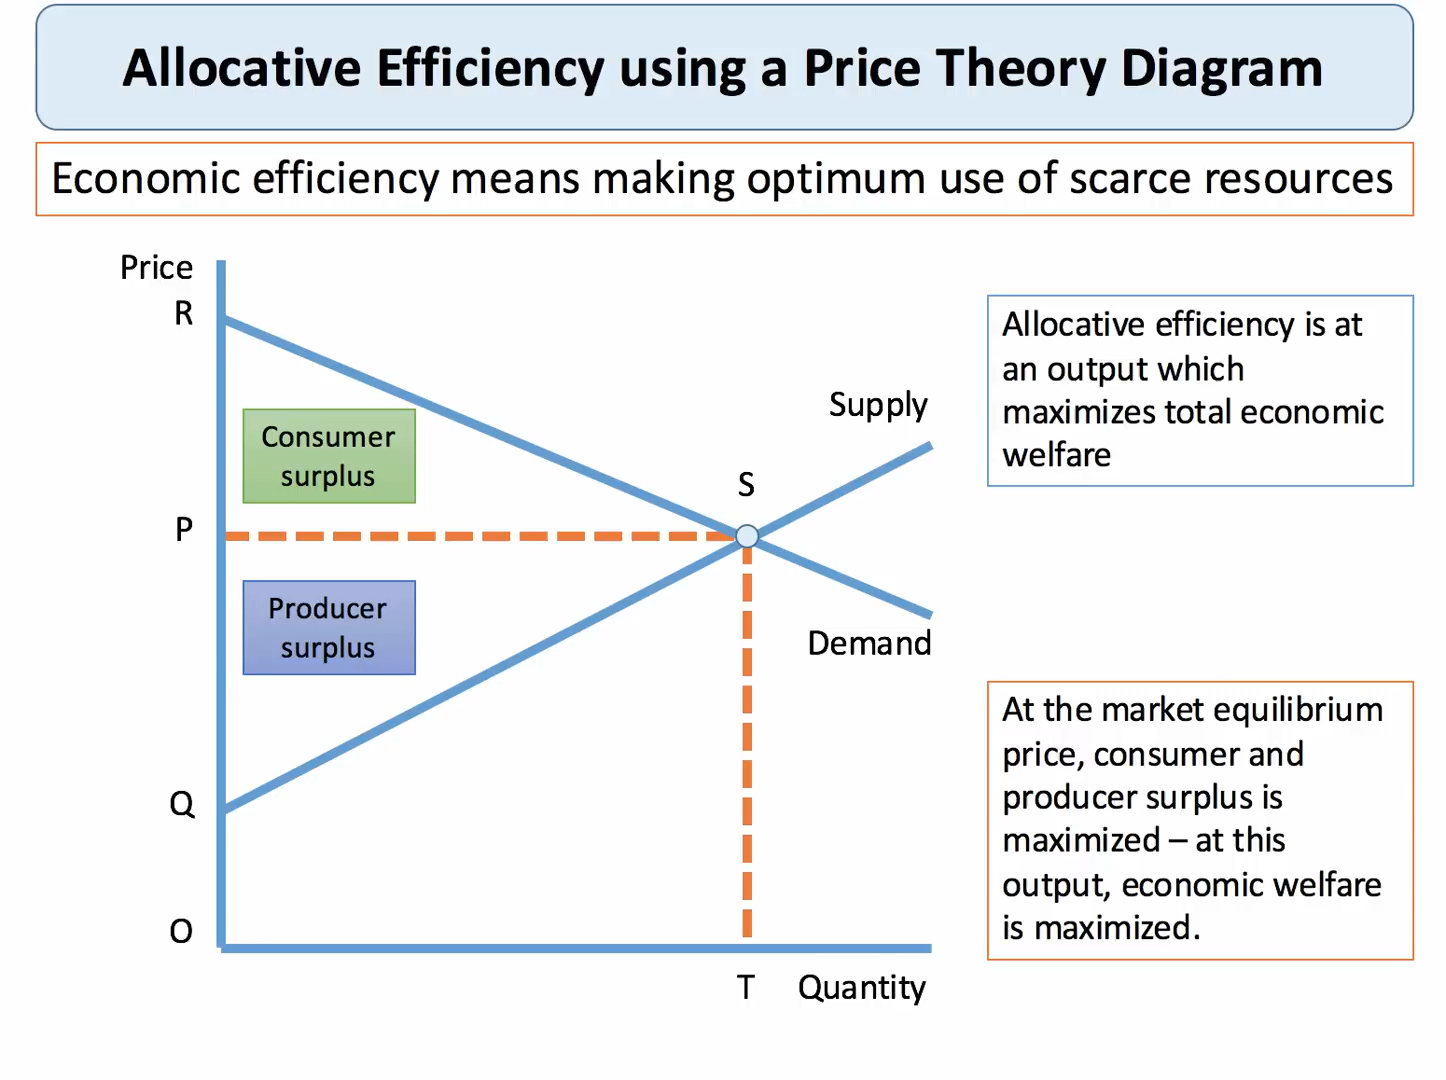 Allocative Efficiency using a Price Theory Diagram
Economic efficiency means making optimum use of scarce resources
Price
R
Consumer
surplus
P
Producer
surplus
Q
O
S
Supply
Demand
T
Quantity
Allocative efficiency is at
an output which
maximizes total economic
welfare
At the market equilibrium
price, consumer and
producer surplus is
maximized – at this
output, economic welfare
is maximized.